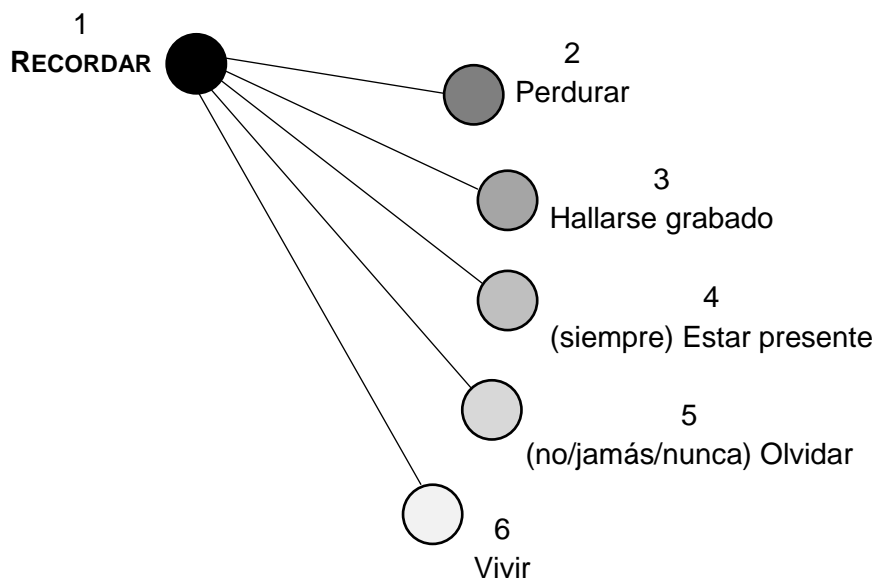 1
RECORDAR
2
Perdurar
3
Hallarse grabado
4
(siempre) Estar presente
5
(no/jamás/nunca) Olvidar
6
Vivir